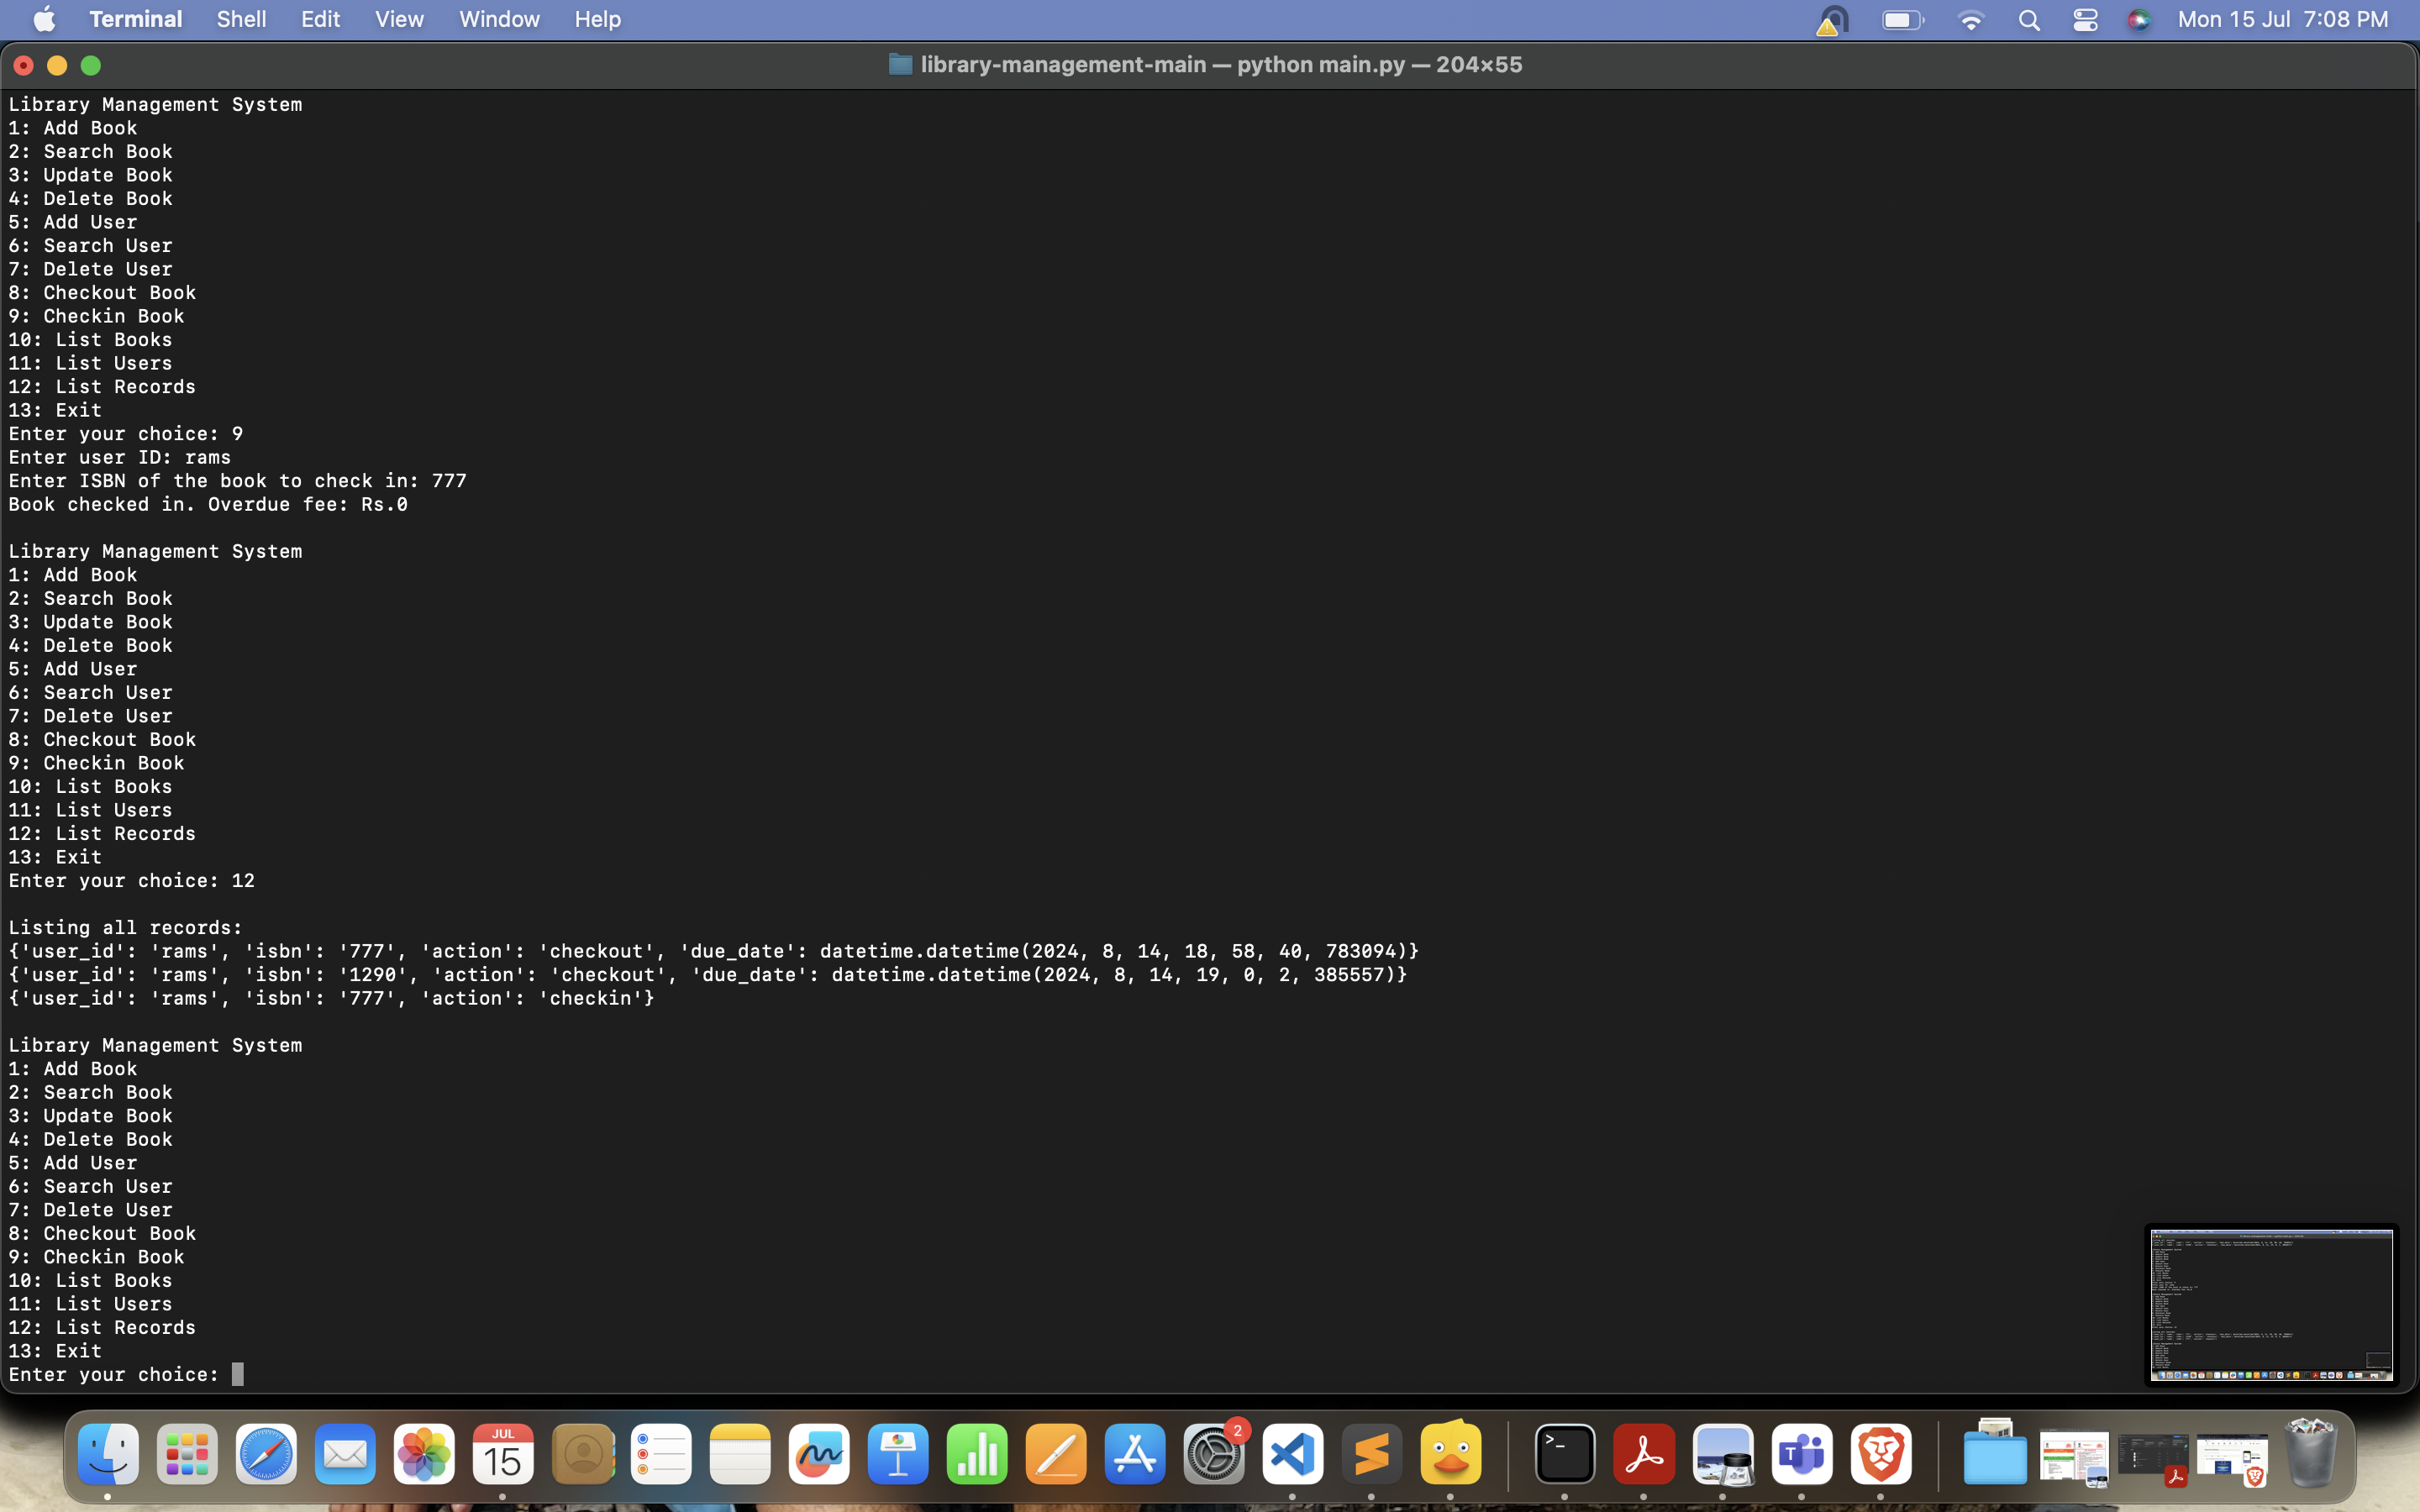 Terminal Shell Edit View Window Help Mon 15 Jul 7:08 PM
library-management-main — python main.py — 204×55
Library Management System
1: Add Book
2: Search Book
3: Update Book
4: Delete Book
5: Add User
6: Search User
7: Delete User
8: Checkout Book
9: Checkin Book
10: List Books
11: List Users
12: List Records
13: Exit
Enter your choice: 9
Enter user ID: rams
Enter ISBN of the book to check in: 777
Book checked in. Overdue fee: Rs.0
Library Management System
1: Add Book
2: Search Book
3: Update Book
4: Delete Book
5: Add User
6: Search User
7: Delete User
8: Checkout Book
9: Checkin Book
10: List Books
11: List Users
12: List Records
13: Exit
Enter your choice: 12
Listing all records:
{'user_id': 'rams', 'isbn': '777', 'action': 'checkout', 'due_date': datetime.datetime(2024, 8, 14, 18, 58, 40, 783094)}
{'user_id': 'rams', 'isbn': '1290', 'action': 'checkout', 'due_date': datetime.datetime(2024, 8, 14, 19, 0, 2, 385557)}
{'user_id': 'rams', 'isbn': '777', 'action': 'checkin'}
Library Management System
1: Add Book
2: Search Book
3: Update Book
4: Delete Book
5: Add User
6: Search User
7: Delete User
8: Checkout Book
9: Checkin Book
10: List Books
11: List Users
12: List Records
13: Exit
Enter your choice:
JUL
15
2
>_
T